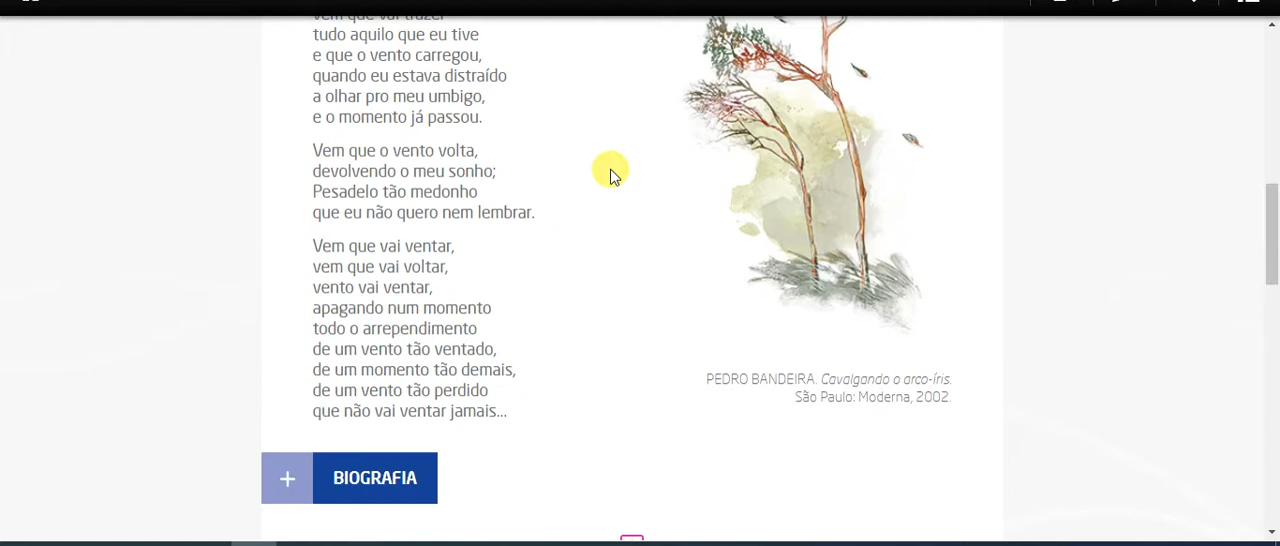 vem que vai trazer
tudo aquilo que eu tive
e que o vento carregou,
quando eu estava distraído
a olhar pro meu umbigo,
e o momento já passou.
Vem que o vento volta,
devolvendo o meu sonho;
Pesadelo tão medonho
que eu não quero nem lembrar.
Vem que vai ventar,
vem que vai voltar,
vento vai ventar,
apagando num momento
todo o arrependimento
de um vento tão ventado,
de um momento tão demais,
de um vento tão perdido
que não vai ventar jamais...
PEDRO BANDEIRA. Cavalgando o arco-íris.
São Paulo: Moderna, 2002.
+ BIOGRAFIA